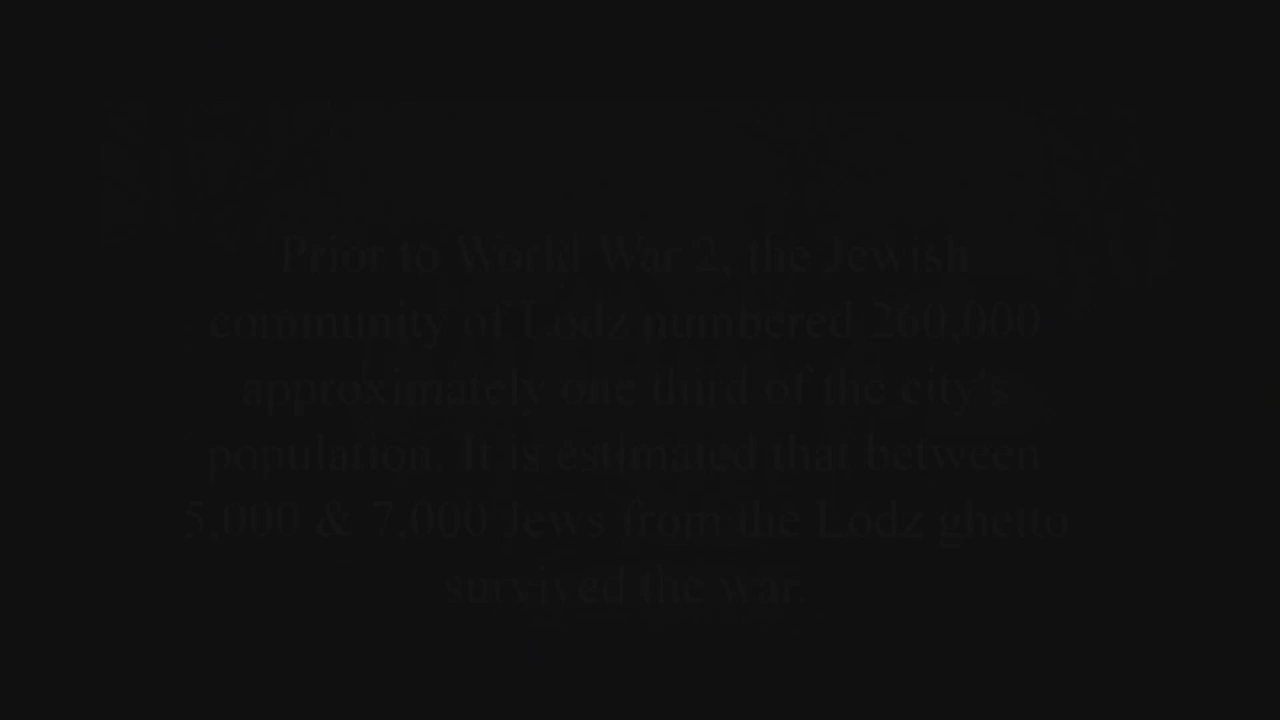 Prior to World War 2, the Jewish
community of Lodz numbered 260,000
approximately one third of the city's
population. It is estimated that between
5,000 & 7,000 Jews from the Lodz ghetto
survived the war.